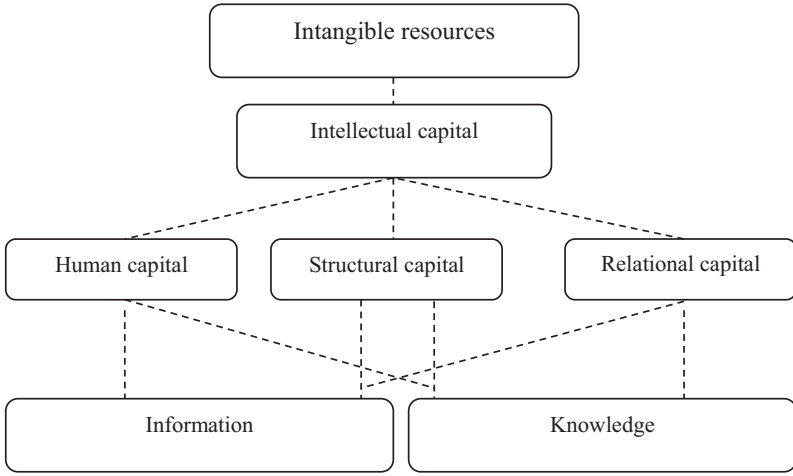 Intangible resources
Intellectual capital
Human capital
Structural capital
Relational capital
Information
Knowledge